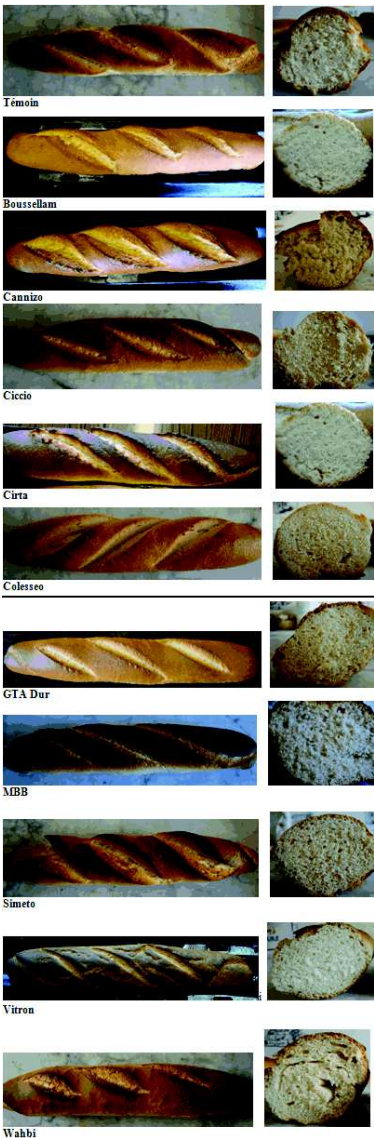 Témoin
Boussellam
Cannizo
Ciccio
Cirta
Colesseo
GTA Dur
MBB
Simeto
Vitron
Wahbi